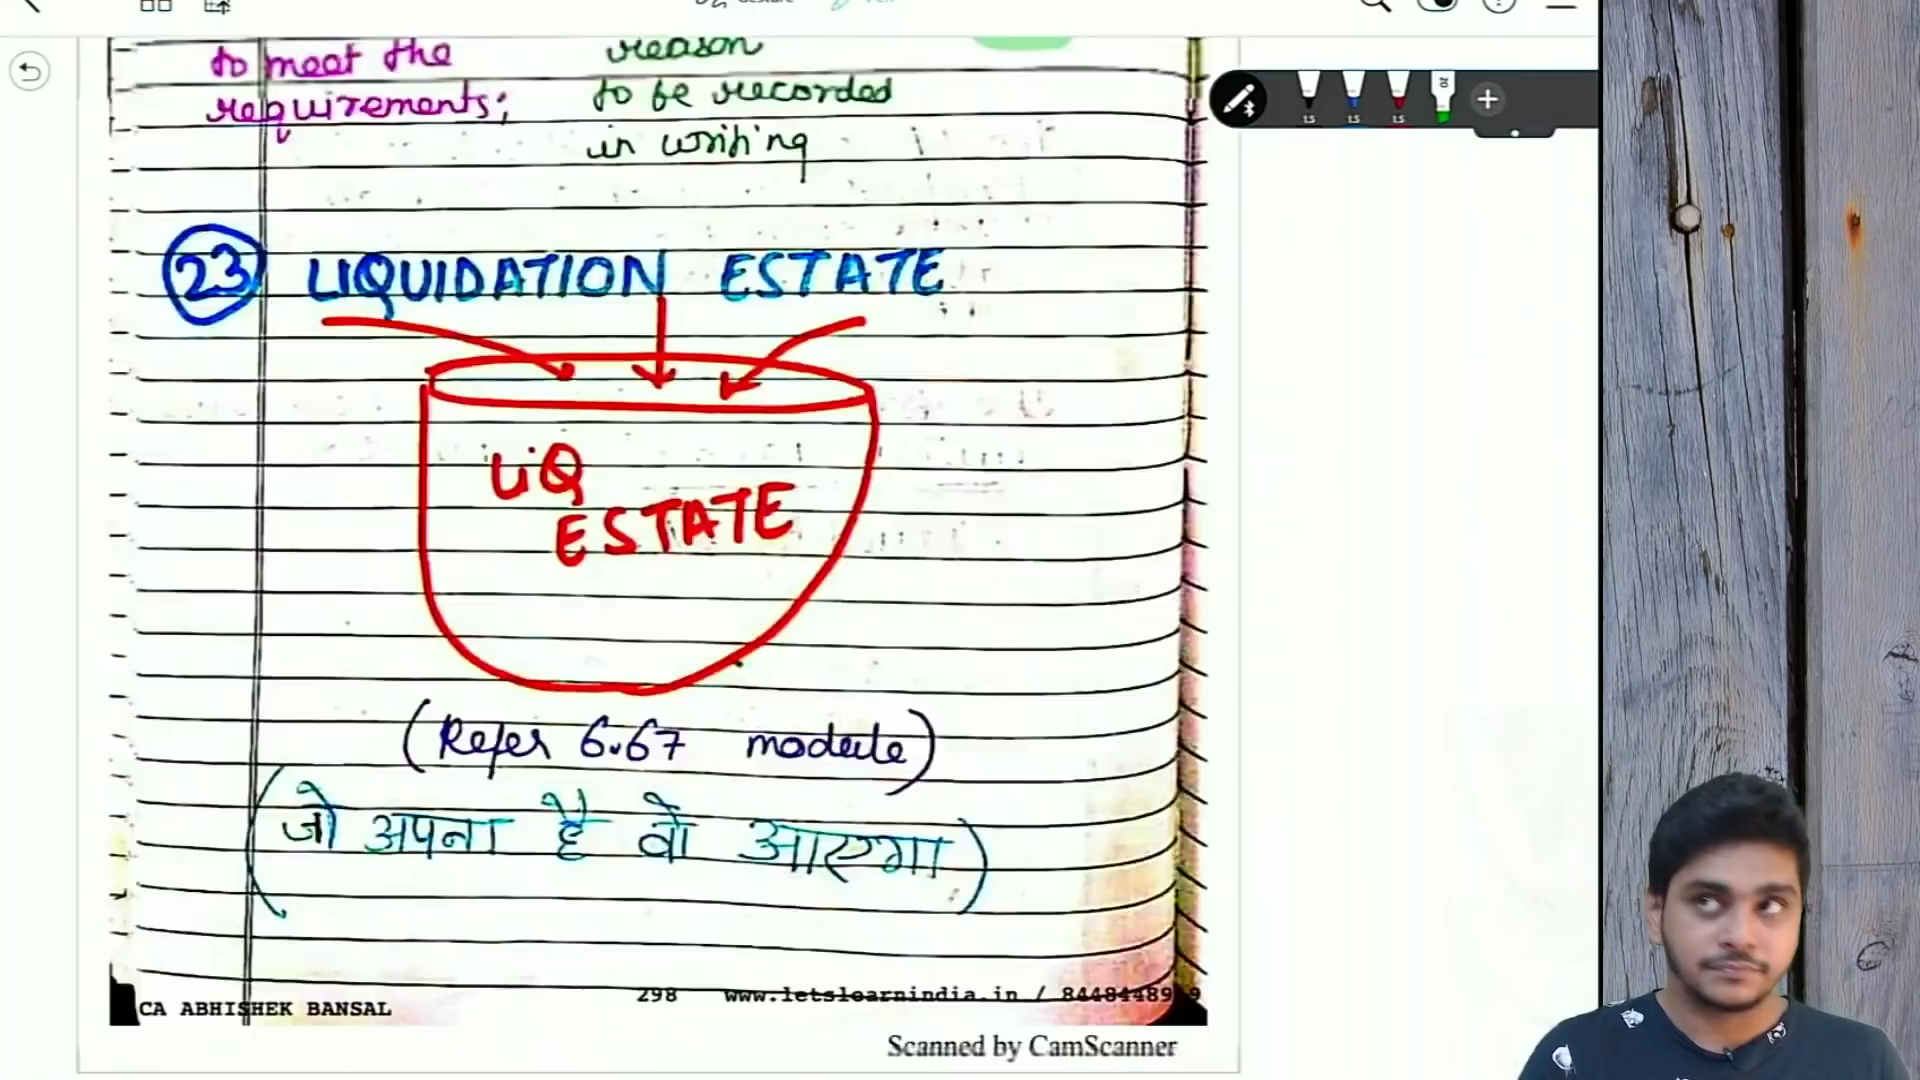 to meet the
requirements;
reason
to be recorded
in writing
23 LIQUIDATION ESTATE
LIQ
ESTATE
(Refer 6.67 module)
(जो अपना है वो आएगा)
CA ABHISHEK BANSAL
298 www.letslearnindia.in / 8448448989
Scanned by CamScanner